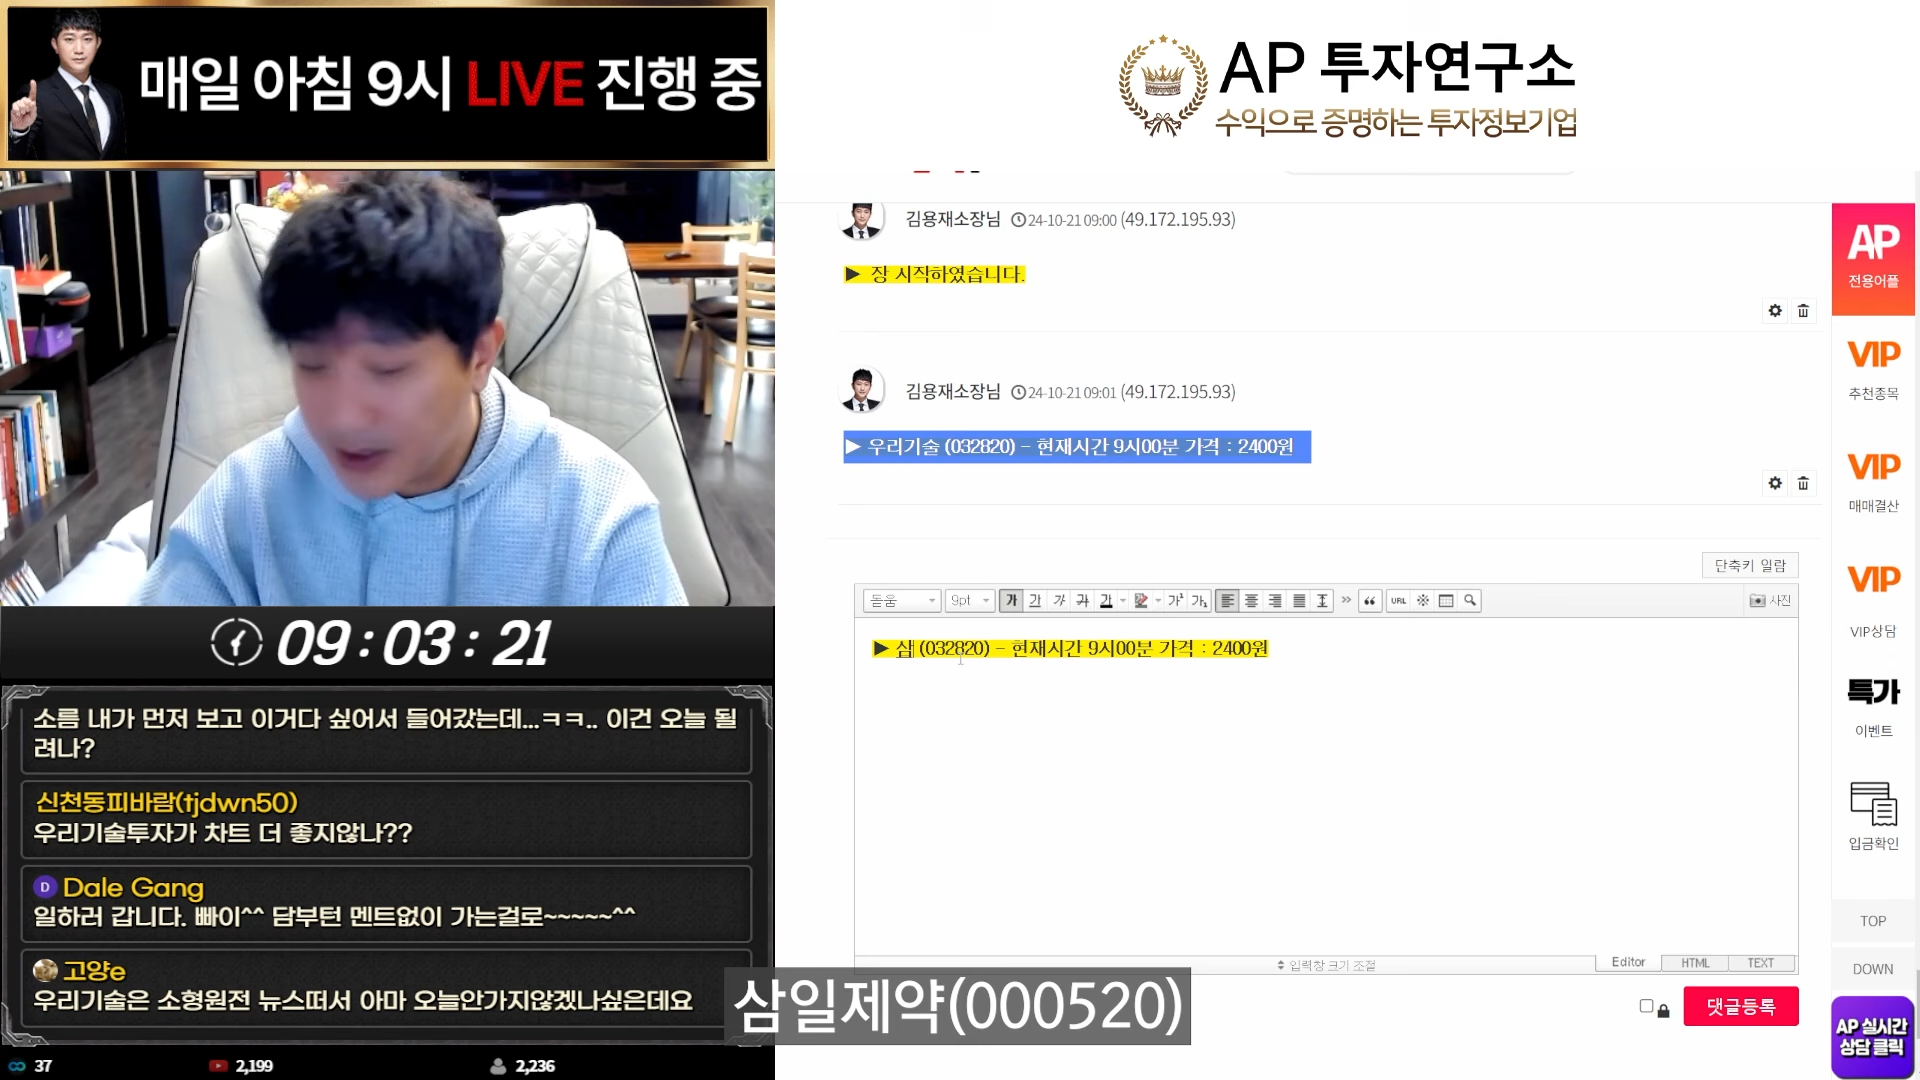 매일 아침 9시 LIVE 진행 중
AP 투자연구소
수익으로 증명하는 투자정보기업
김용재소장님 24-10-21 09:00 (49.172.195.93)
▶ 장 시작하였습니다.
김용재소장님 24-10-21 09:01 (49.172.195.93)
▶ 우리기술 (032820) - 현재시간 9시00분 가격 : 2400원
단축키 일람
돋움 9pt 가 가 가 가 가 가² 가₁ URL 사진
▶ 삼 (032820) - 현재시간 9시00분 가격 : 2400원
입력창 크기 조절
Editor HTML TEXT
댓글등록
AP
전용어플
VIP
추천종목
VIP
매매결산
VIP
VIP상담
특가
이벤트
입금확인
TOP
DOWN
AP 실시간
상담 클릭
09:03:21
소름 내가 먼저 보고 이거다 싶어서 들어갔는데...ㅋㅋ.. 이건 오늘 될
려나?
신천동피바람(tjdwn50)
우리기술투자가 차트 더 좋지않나??
D Dale Gang
일하러 갑니다. 빠이^^ 담부턴 멘트없이 가는걸로~~~~~^^
고양e
우리기술은 소형원전 뉴스떠서 아마 오늘안가지않겠나싶은데요
37 2,199 2,236
삼일제약(000520)